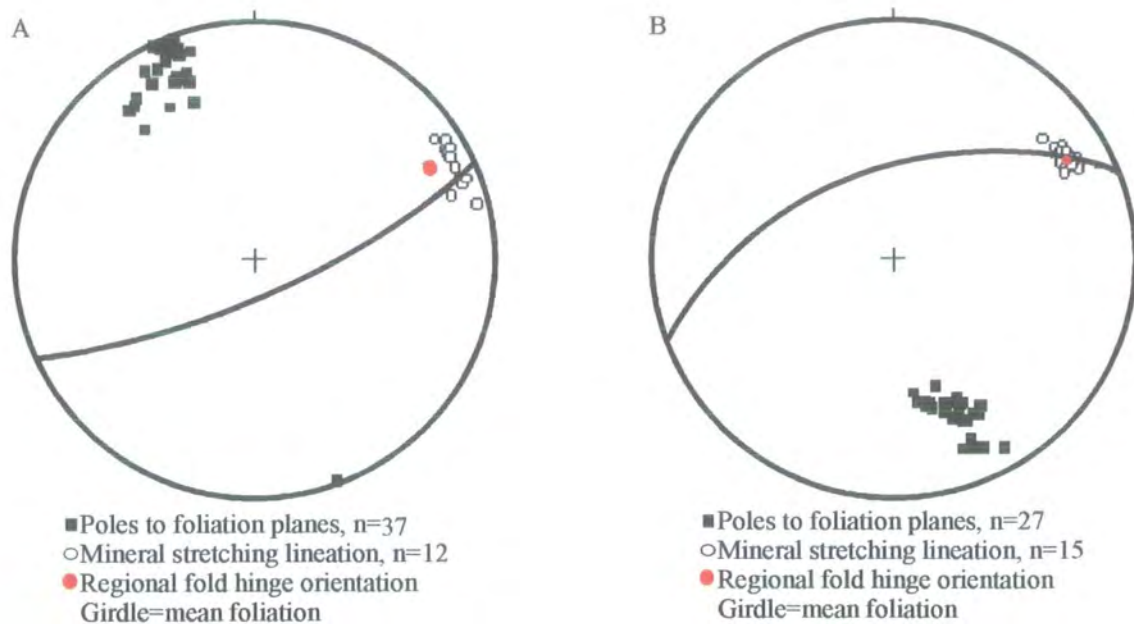 A
■Poles to foliation planes, n=37
○Mineral stretching lineation, n=12
●Regional fold hinge orientation
Girdle=mean foliation
B
■Poles to foliation planes, n=27
○Mineral stretching lineation, n=15
●Regional fold hinge orientation
Girdle=mean foliation